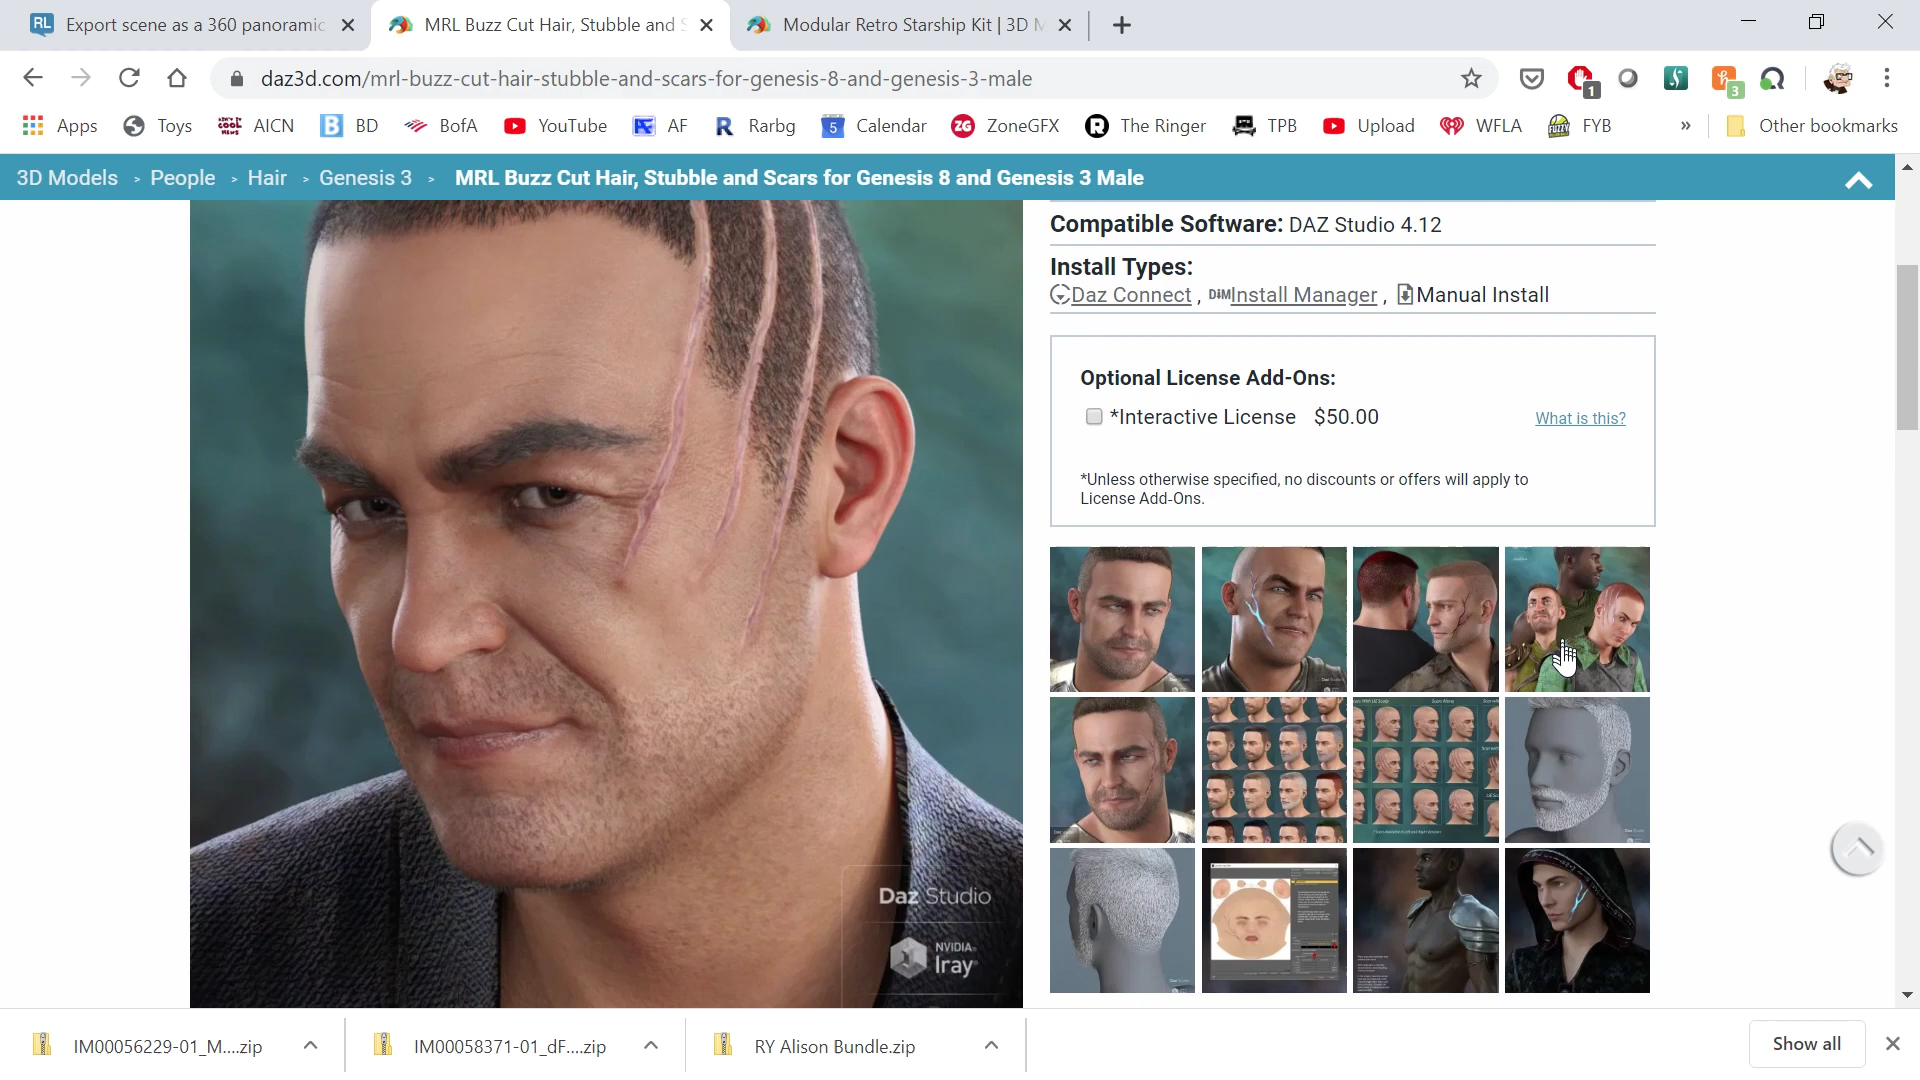 Export scene as a 360 panoramic
MRL Buzz Cut Hair, Stubble and S
Modular Retro Starship Kit | 3D M
daz3d.com/mrl-buzz-cut-hair-stubble-and-scars-for-genesis-8-and-genesis-3-male
1
3
Apps
Toys
AICN
BD
BofA
YouTube
AF
Rarbg
Calendar
ZoneGFX
The Ringer
TPB
Upload
WFLA
FYB
»
Other bookmarks
3D Models > People > Hair > Genesis 3 > MRL Buzz Cut Hair, Stubble and Scars for Genesis 8 and Genesis 3 Male
Compatible Software: DAZ Studio 4.12
Install Types:
Daz Connect , DIM Install Manager , Manual Install
Optional License Add-Ons:
*Interactive License $50.00
What is this?
*Unless otherwise specified, no discounts or offers will apply to
License Add-Ons.
Daz Studio
NVIDIA
Iray
IM00056229-01_M....zip
IM00058371-01_dF....zip
RY Alison Bundle.zip
Show all